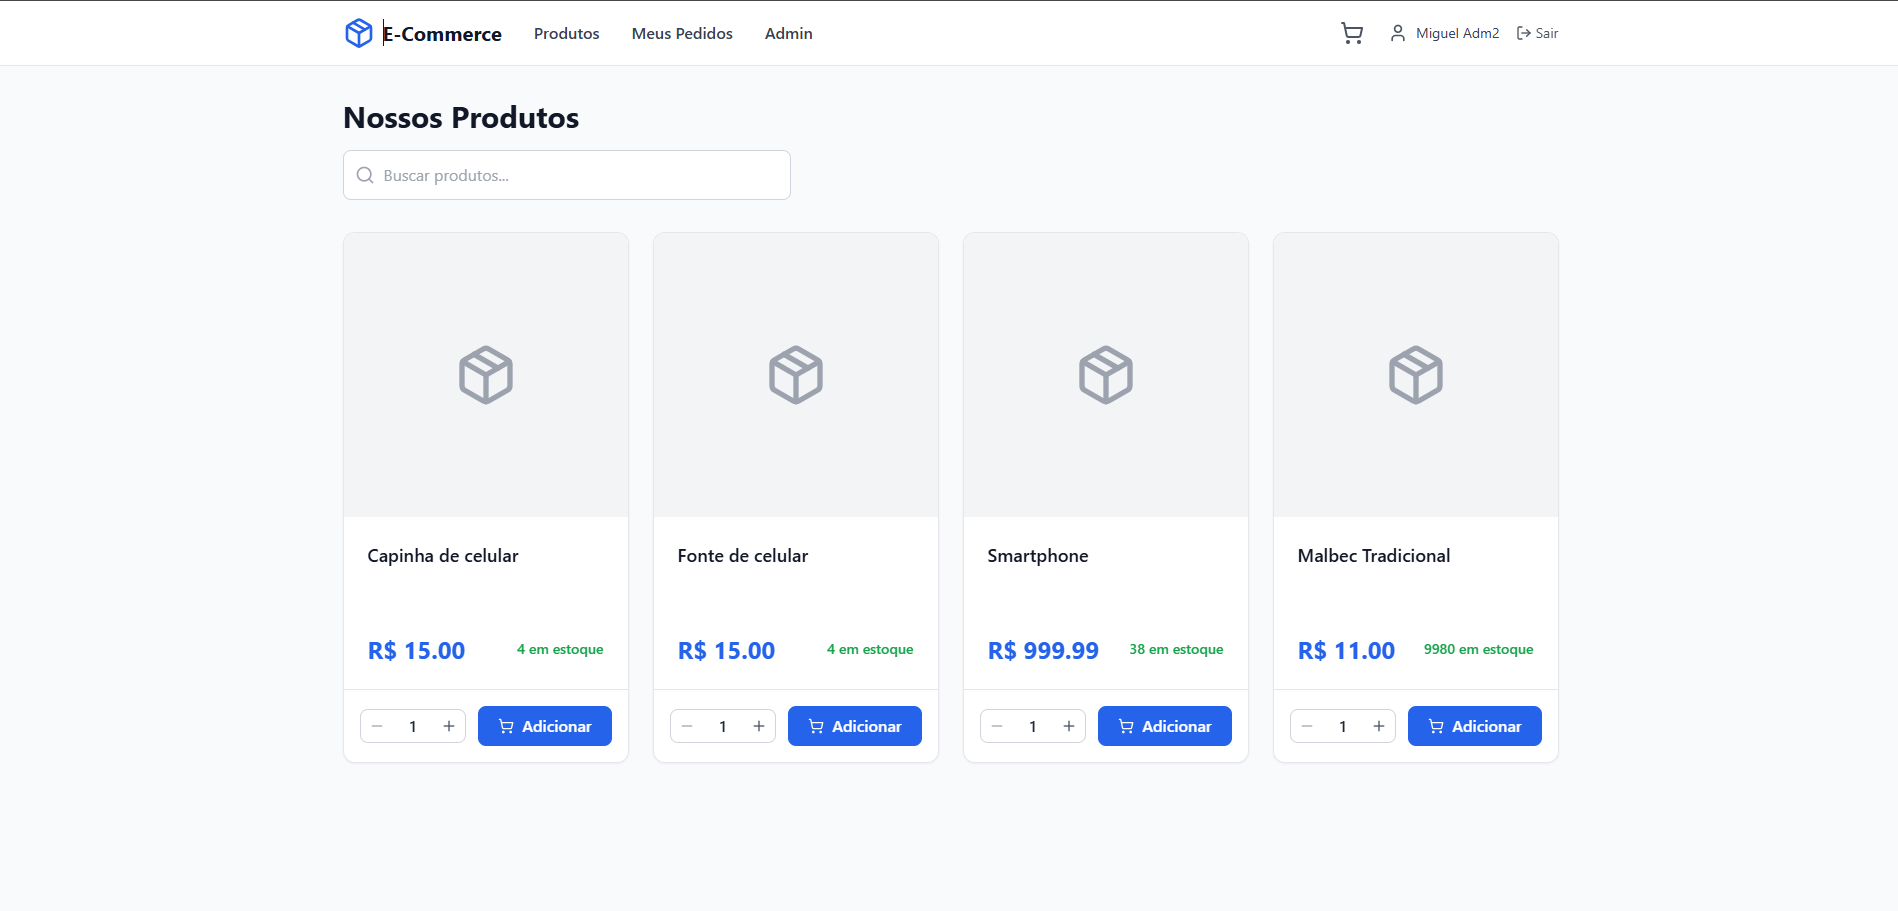 E-Commerce Produtos Meus Pedidos Admin Miguel Adm2 Sair
Nossos Produtos
Buscar produtos...
Capinha de celular
R$ 15.00 4 em estoque
1 Adicionar
Fonte de celular
R$ 15.00 4 em estoque
1 Adicionar
Smartphone
R$ 999.99 38 em estoque
1 Adicionar
Malbec Tradicional
R$ 11.00 9980 em estoque
1 Adicionar